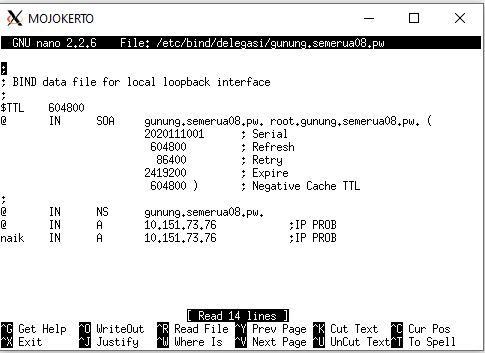 MOJOKERTO
GNU nano 2.2.6    File: /etc/bind/delegasi/gunung.semerua08.pw
;
; BIND data file for local loopback interface
;
$TTL    604800
@       IN      SOA     gunung.semerua08.pw. root.gunung.semerua08.pw. (
                        2020111001      ; Serial
                         604800         ; Refresh
                          86400         ; Retry
                        2419200         ; Expire
                         604800 )       ; Negative Cache TTL
;
@       IN      NS      gunung.semerua08.pw.
@       IN      A       10.151.73.76            ;IP PROB
naik    IN      A       10.151.73.76            ;IP PROB
[ Read 14 lines ]
^G Get Help  ^O WriteOut  ^R Read File ^Y Prev Page ^K Cut Text  ^C Cur Pos
^X Exit      ^J Justify   ^W Where Is  ^V Next Page ^U UnCut Text^T To Spell